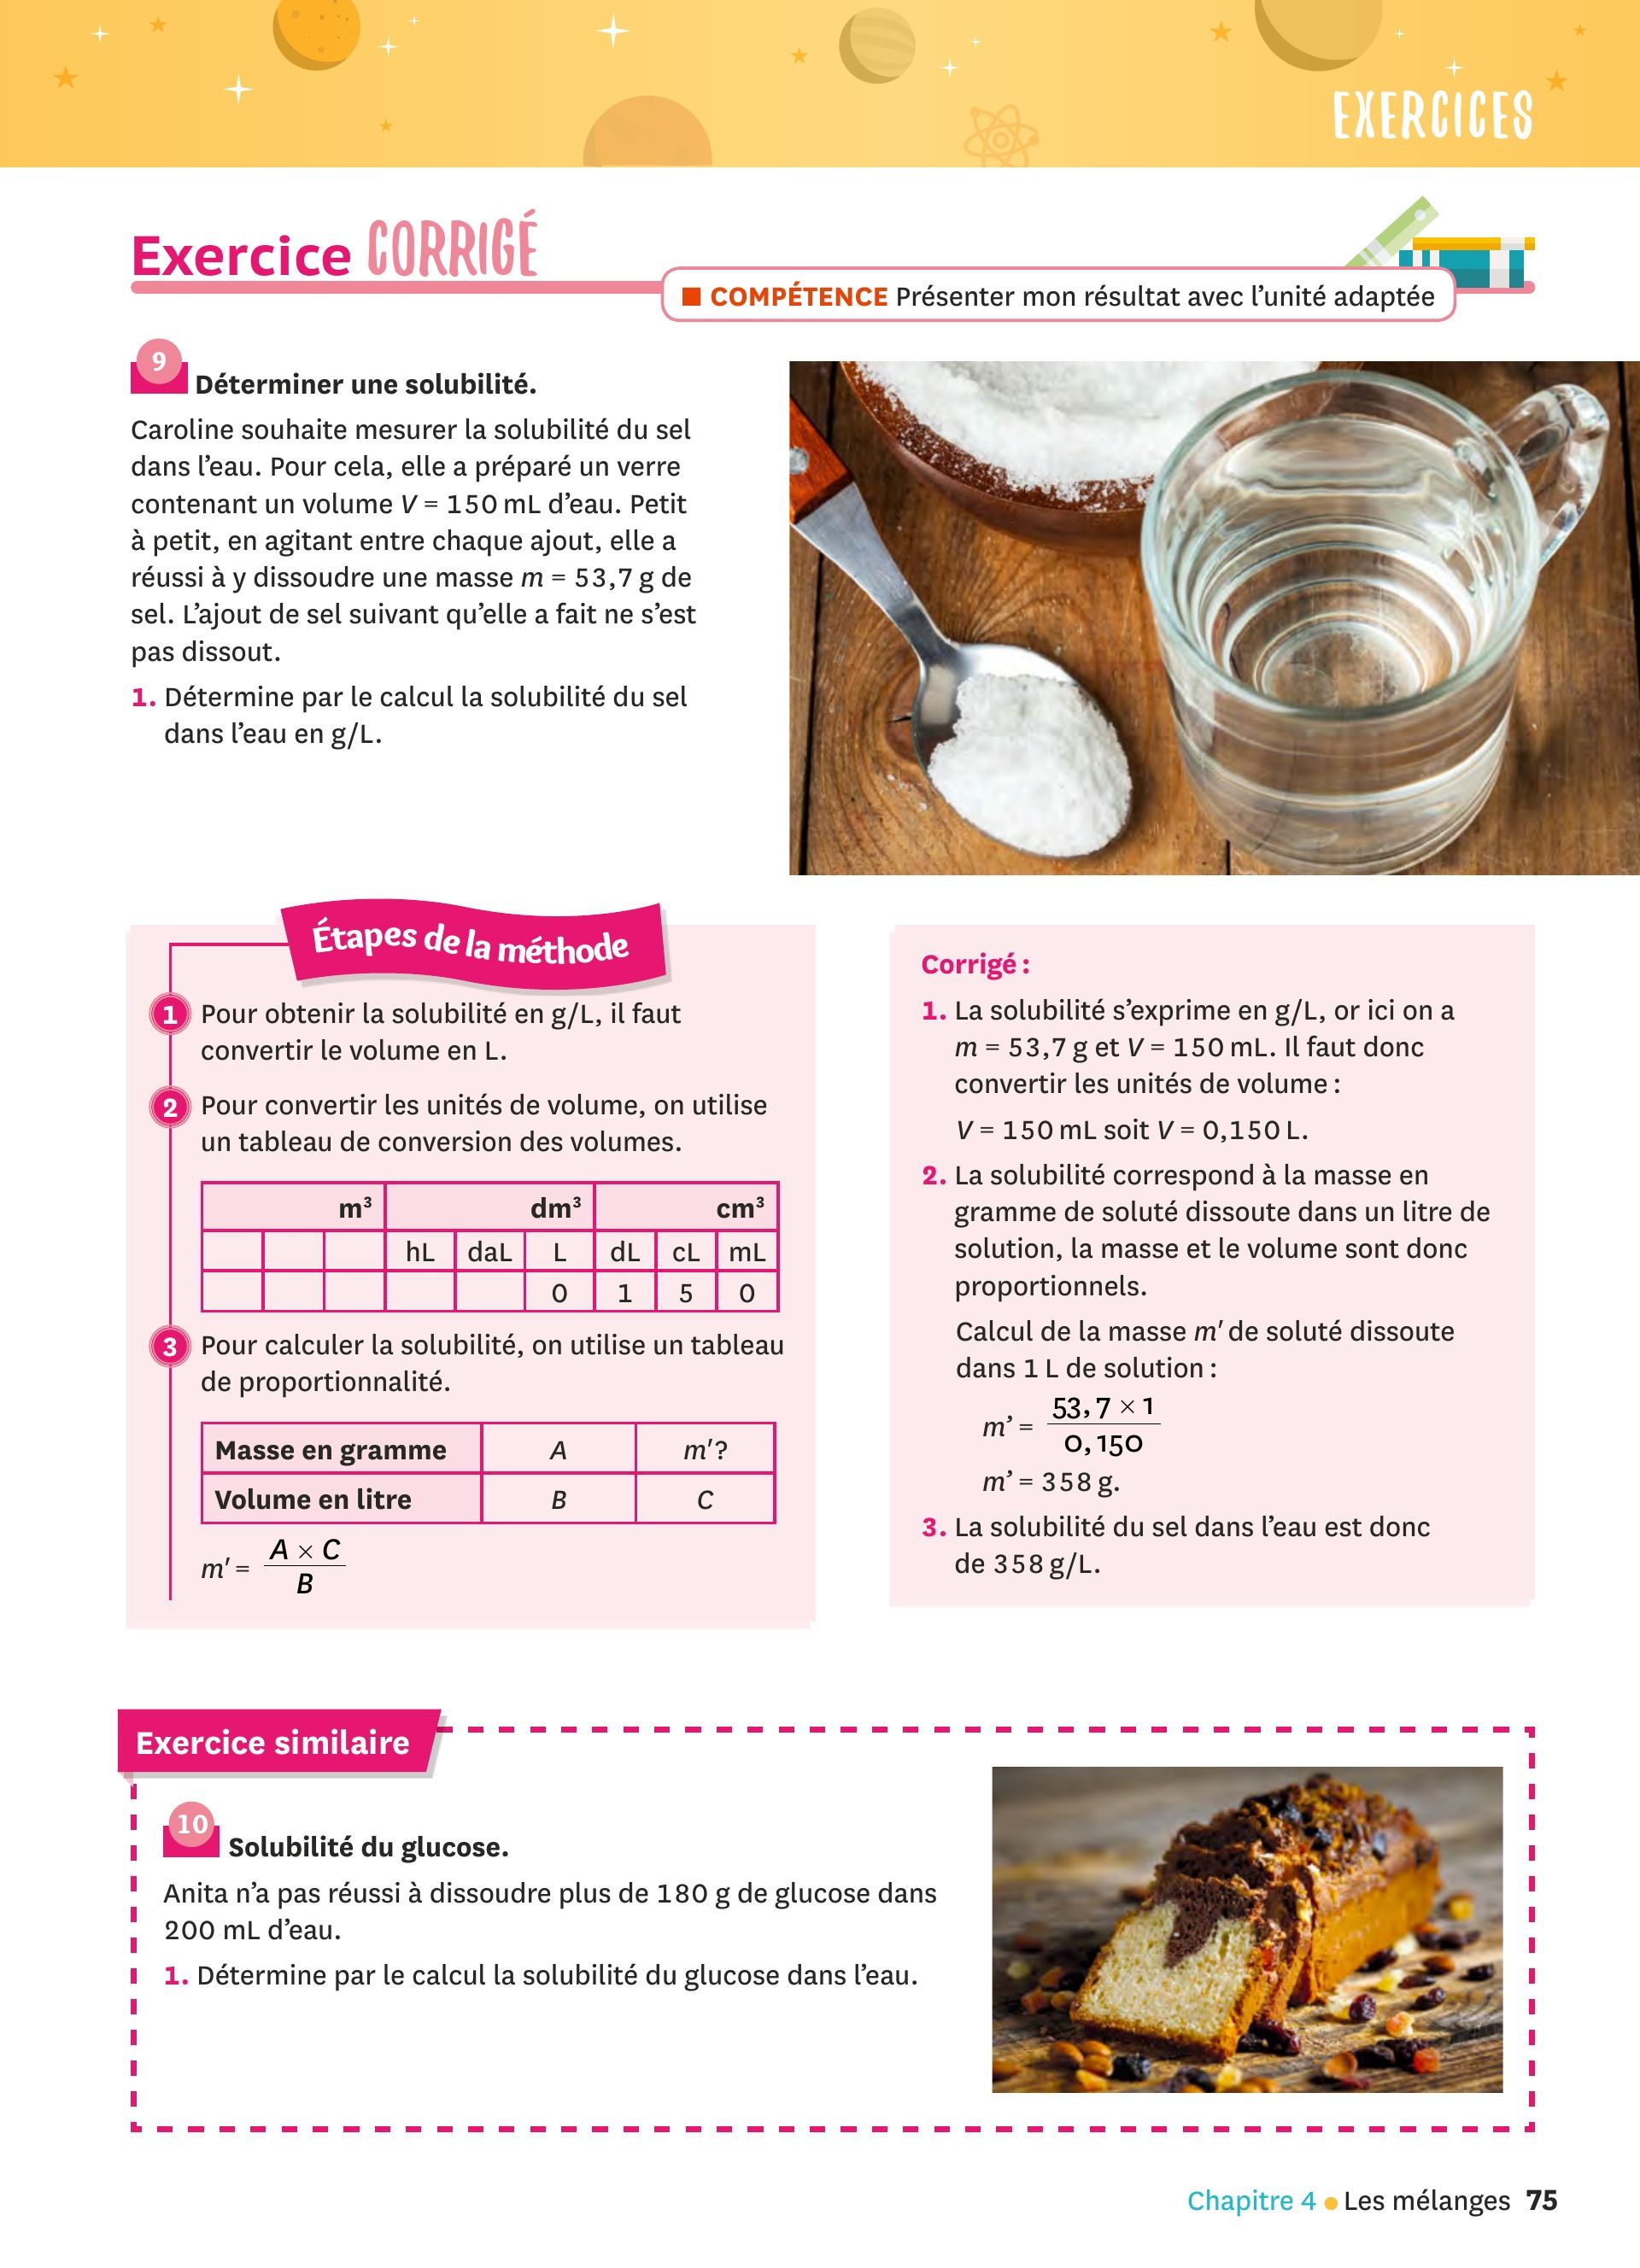 EXERCICES
Exercice CORRIGÉ
COMPÉTENCE Présenter mon résultat avec l’unité adaptée
9
Déterminer une solubilité.
Caroline souhaite mesurer la solubilité du sel
dans l’eau. Pour cela, elle a préparé un verre
contenant un volume V = 150 mL d’eau. Petit
à petit, en agitant entre chaque ajout, elle a
réussi à y dissoudre une masse m = 53,7 g de
sel. L’ajout de sel suivant qu’elle a fait ne s’est
pas dissout.
1. Détermine par le calcul la solubilité du sel
dans l’eau en g/L.
Étapes de la méthode
1 Pour obtenir la solubilité en g/L, il faut
convertir le volume en L.
2 Pour convertir les unités de volume, on utilise
un tableau de conversion des volumes.
m³ dm³ cm³
hL daL L dL cL mL
0 1 5 0
3 Pour calculer la solubilité, on utilise un tableau
de proportionnalité.
Masse en gramme A m′?
Volume en litre B C
m′ = A × C
B
Corrigé :
1. La solubilité s’exprime en g/L, or ici on a
m = 53,7 g et V = 150 mL. Il faut donc
convertir les unités de volume :
V = 150 mL soit V = 0,150 L.
2. La solubilité correspond à la masse en
gramme de soluté dissoute dans un litre de
solution, la masse et le volume sont donc
proportionnels.
Calcul de la masse m′ de soluté dissoute
dans 1 L de solution :
m’ = 53,7 × 1
0,150
m’ = 358 g.
3. La solubilité du sel dans l’eau est donc
de 358 g/L.
Exercice similaire
10
Solubilité du glucose.
Anita n’a pas réussi à dissoudre plus de 180 g de glucose dans
200 mL d’eau.
1. Détermine par le calcul la solubilité du glucose dans l’eau.
Chapitre 4 • Les mélanges 75